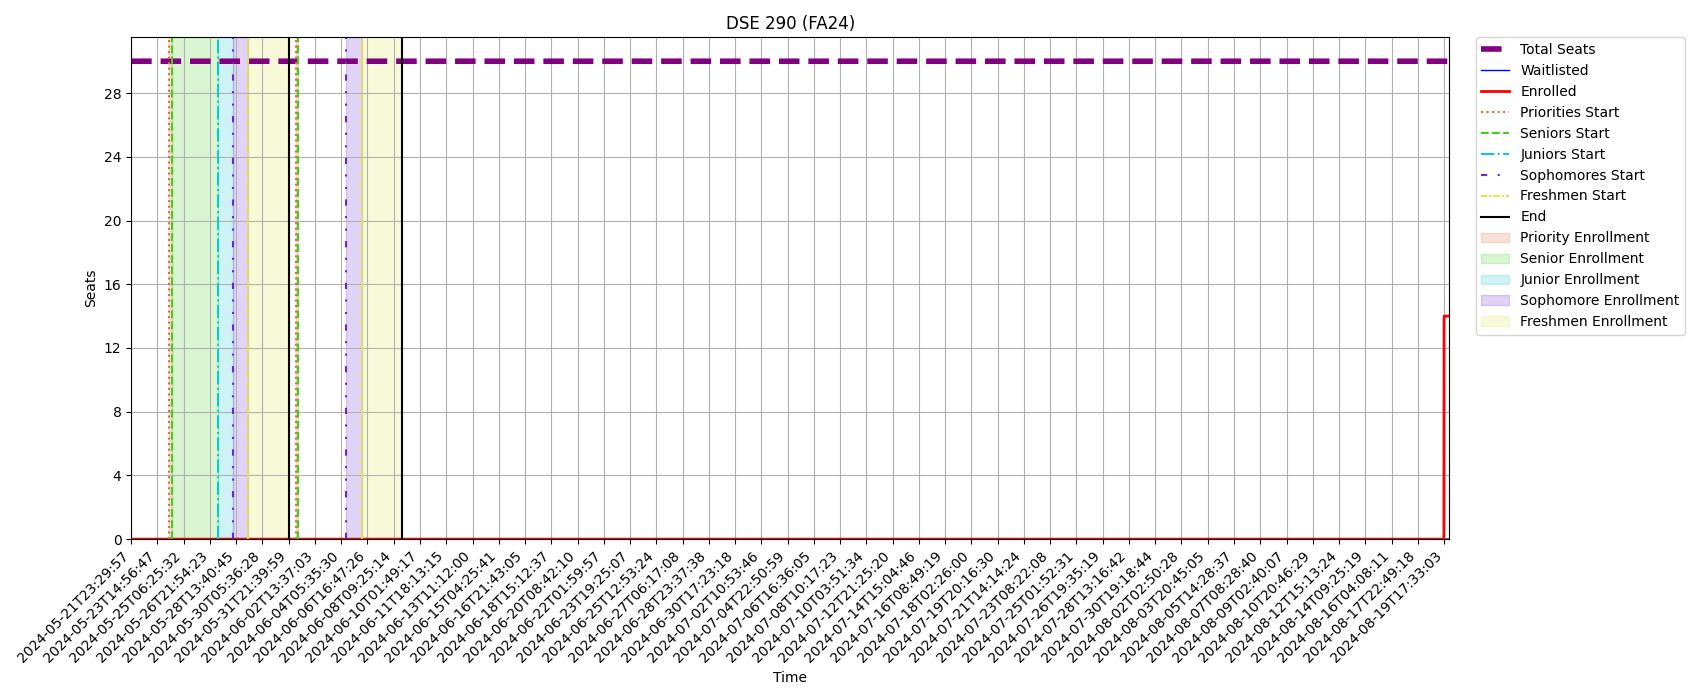 DSE 290 (FA24)
Total Seats
Waitlisted
Enrolled
Priorities Start
Seniors Start
Juniors Start
Sophomores Start
Freshmen Start
End
Priority Enrollment
Senior Enrollment
Junior Enrollment
Sophomore Enrollment
Freshmen Enrollment
Seats
28
24
20
16
12
8
4
0
2024-05-21T23:29:57
2024-05-23T14:56:47
2024-05-25T06:25:32
2024-05-26T21:54:23
2024-05-28T13:40:45
2024-05-30T05:36:28
2024-05-31T21:39:59
2024-06-02T13:37:03
2024-06-04T05:35:30
2024-06-06T16:47:26
2024-06-08T09:25:14
2024-06-10T01:49:17
2024-06-11T18:13:15
2024-06-13T11:12:00
2024-06-15T04:25:41
2024-06-16T21:43:05
2024-06-18T15:12:37
2024-06-20T08:42:10
2024-06-22T01:59:57
2024-06-23T19:25:07
2024-06-25T12:53:24
2024-06-27T06:17:08
2024-06-28T23:37:38
2024-06-30T17:23:18
2024-07-02T10:53:46
2024-07-04T22:50:59
2024-07-06T16:36:05
2024-07-08T10:17:23
2024-07-10T03:51:34
2024-07-12T21:25:20
2024-07-14T15:04:46
2024-07-16T08:49:19
2024-07-18T02:26:00
2024-07-19T20:16:30
2024-07-21T14:14:24
2024-07-23T08:22:08
2024-07-25T01:52:31
2024-07-26T19:35:19
2024-07-28T13:16:42
2024-07-30T19:18:44
2024-08-02T02:50:28
2024-08-03T20:45:05
2024-08-05T14:28:37
2024-08-07T08:28:40
2024-08-09T02:40:07
2024-08-10T20:46:29
2024-08-12T15:13:24
2024-08-14T09:25:19
2024-08-16T04:08:11
2024-08-17T22:49:18
2024-08-19T17:33:03
Time